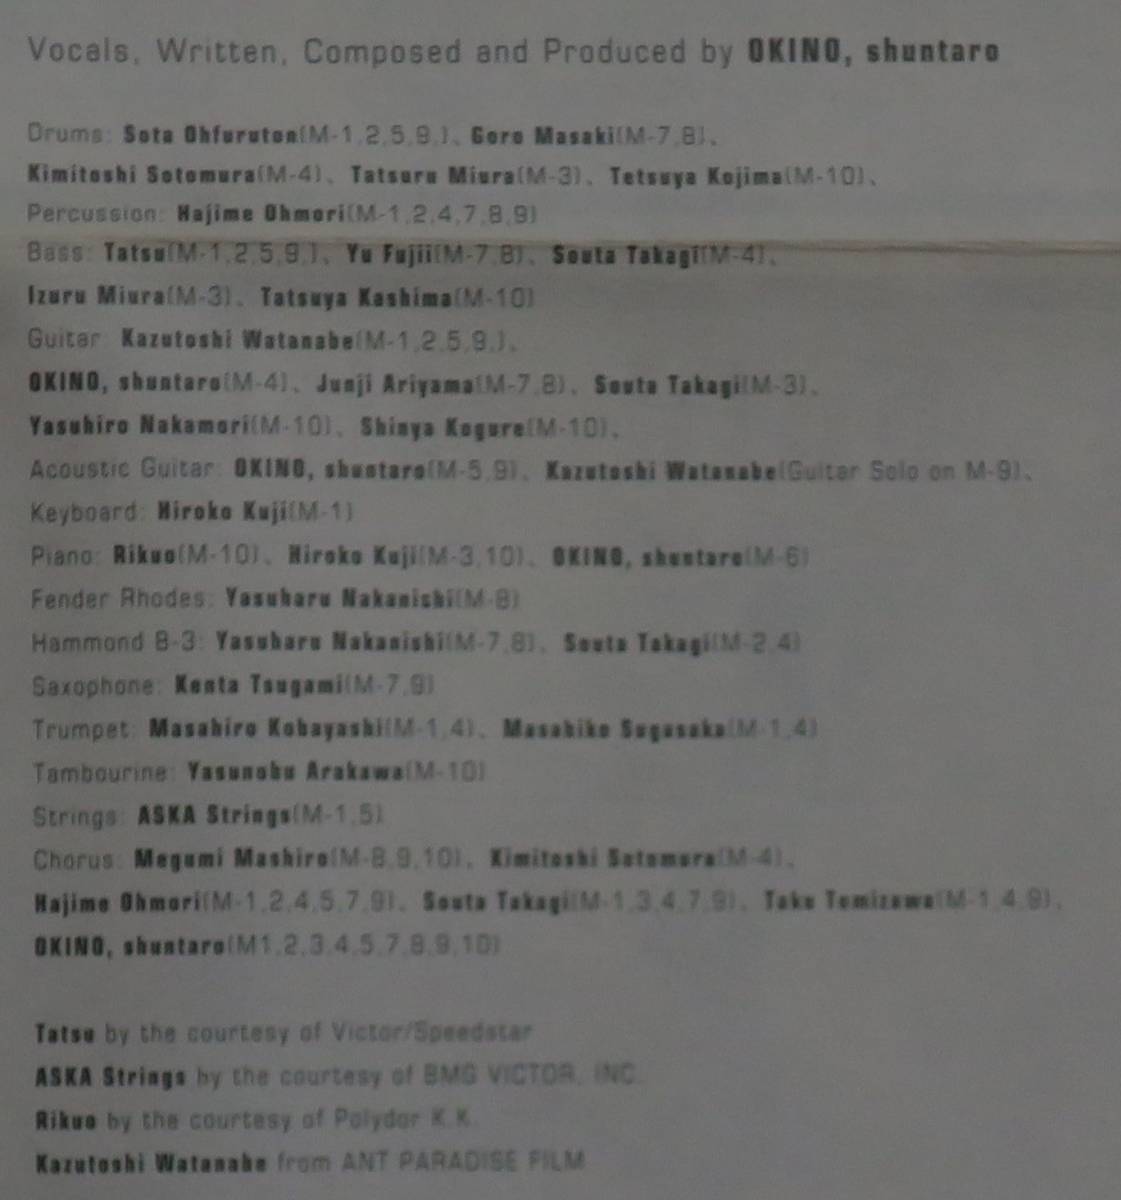 Vocals, Written, Composed and Produced by OKINO, shuntaro
Drums: Sota Ohfuruton(M-1,2,5,9,)、Goro Masaki(M-7,8)、
Kimitoshi Sotomura(M-4)、Tatsuru Miura(M-3)、Tetsuya Kojima(M-10)、
Percussion: Hajime Ohmori(M-1,2,4,7,8,9)
Bass: Tatsu(M-1,2,5,9,)、Yu Fujii(M-7,8)、Souta Takagi(M-4)、
Izuru Miura(M-3)、Tatsuya Kashima(M-10)
Guitar: Kazutoshi Watanabe(M-1,2,5,9,)、
OKINO, shuntaro(M-4)、Junji Ariyama(M-7,8)、Souta Takagi(M-3)、
Yasuhiro Nakamori(M-10)、Shinya Kogure(M-10)、
Acoustic Guitar: OKINO, shuntaro(M-5,9)、Kazutoshi Watanabe(Guitar Solo on M-9)、
Keyboard: Hiroko Kuji(M-1)
Piano: Rikuo(M-10)、Hiroko Kuji(M-3,10)、OKINO, shuntaro(M-6)
Fender Rhodes: Yasuharu Nakanishi(M-8)
Hammond B-3: Yasuharu Nakanishi(M-7,8)、Souta Takagi(M-2,4)
Saxophone: Kenta Tsugami(M-7,9)
Trumpet: Masahiro Kobayashi(M-1,4)、Masahiko Sugasaka(M-1,4)
Tambourine: Yasunobu Arakawa(M-10)
Strings: ASKA Strings(M-1,5)
Chorus: Megumi Mashiro(M-8,9,10)、Kimitoshi Sotomura(M-4)、
Hajime Ohmori(M-1,2,4,5,7,9)、Souta Takagi(M-1,3,4,7,9)、Taku Tomizawa(M-1,4,9)、
OKINO, shuntaro(M1,2,3,4,5,7,8,9,10)
Tatsu by the courtesy of Victor/Speedstar
ASKA Strings by the courtesy of BMG VICTOR, INC.
Rikuo by the courtesy of Polydor K.K.
Kazutoshi Watanabe from ANT PARADISE FILM